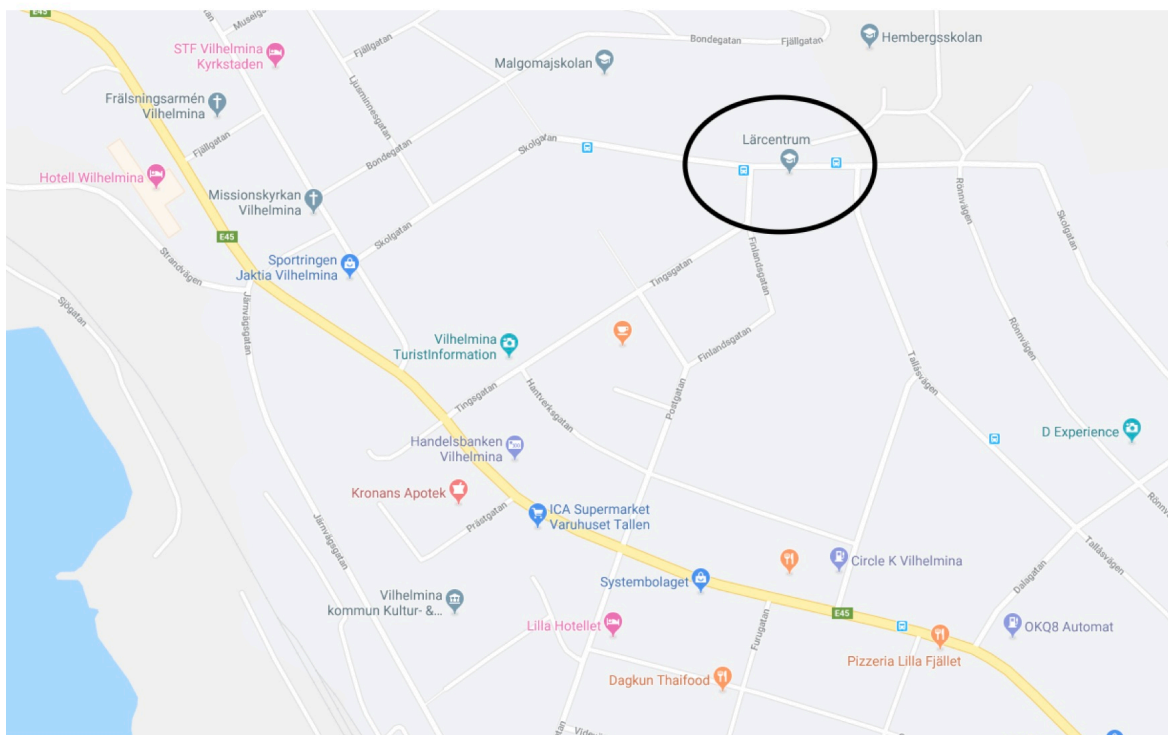 E45
Museigatan
STF Vilhelmina
Kyrkstaden
Fjällgatan
Bondegatan
Fjällgatan
Hembergsskolan
Malgomajskolan
Ljusminnesgatan
Frälsningsarmén
Vilhelmina
Fjällgatan
Bondegatan
Skolgatan
Lärcentrum
Hotell Wilhelmina
Missionskyrkan
Vilhelmina
Rönnvägen
Skolgatan
E45
Skolgatan
Strandvägen
Sportringen
Jaktia Vilhelmina
Tingsgatan
Finlandsgatan
Sjögatan
Järnvägsgatan
Vilhelmina
TuristInformation
Finlandsgatan
Rönnvägen
Tallåsvägen
Tingsgatan
Hantverksgatan
Postgatan
Handelsbanken
Vilhelmina
D Experience
Kronans Apotek
Prästgatan
ICA Supermarket
Varuhuset Tallen
Rönnvägen
Järnvägsgatan
Circle K Vilhelmina
Tallåsvägen
Systembolaget
Dalagatan
Vilhelmina
kommun Kultur- &...
E45
Lilla Hotellet
Furugatan
OKQ8 Automat
Pizzeria Lilla Fjället
Dagkun Thaifood